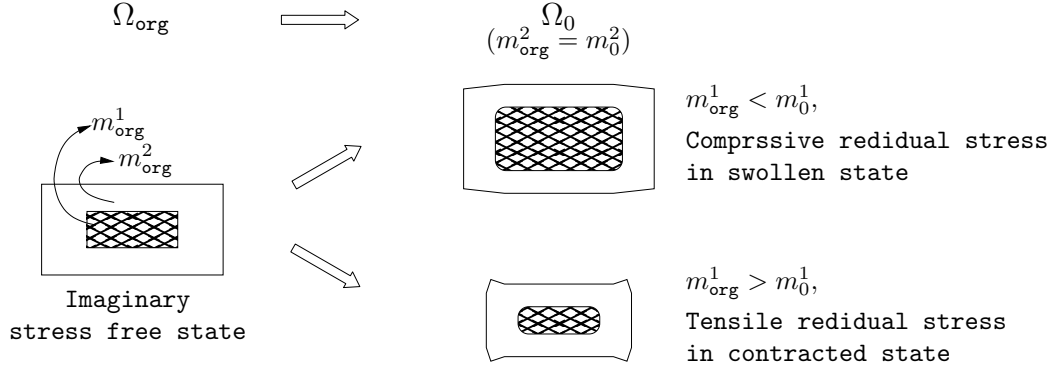 Ω_org
Ω_0
(m^2_org = m^2_0)
m^1_org
m^2_org
Imaginary
stress free state
m^1_org < m^1_0,
Comprssive redidual stress
in swollen state
m^1_org > m^1_0,
Tensile redidual stress
in contracted state